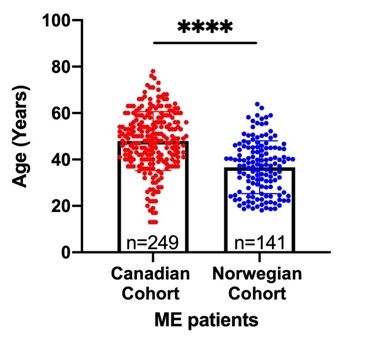 ****
100
80
60
40
20
0
Age (Years)
n=249 n=141
Canadian Cohort
Norwegian Cohort
ME patients